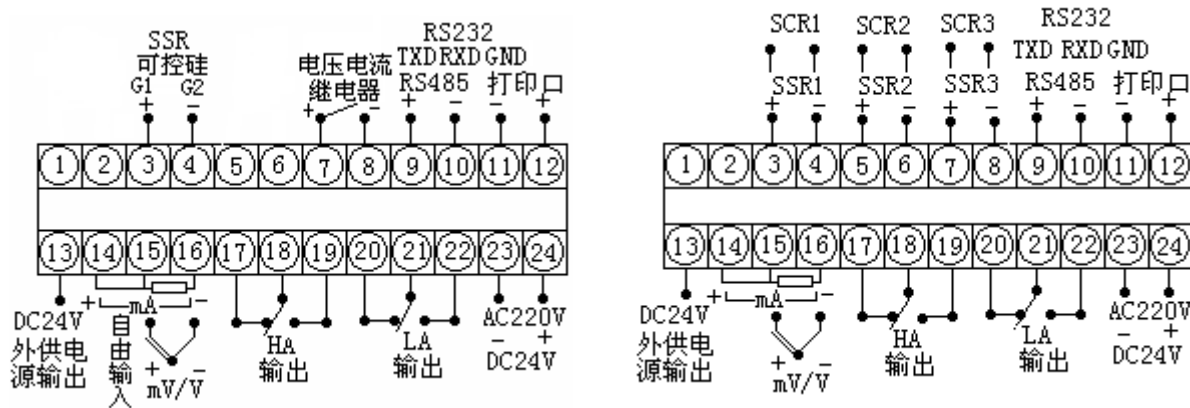 SSR
可控硅
G1 G2
+ −
电压电流
继电器
+ −
RS232
TXD RXD GND
RS485 打印口
+ − − +
1 2 3 4 5 6 7 8 9 10 11 12
13 14 15 16 17 18 19 20 21 22 23 24
+ mA −
DC24V
外供电
源输出
自由输入
+ −
mV/V
HA
输出
LA
输出
AC220V
− +
DC24V
SCR1 SCR2 SCR3
RS232
TXD RXD GND
SSR1 SSR2 SSR3 RS485 打印口
+ − + − + − + − − +
1 2 3 4 5 6 7 8 9 10 11 12
13 14 15 16 17 18 19 20 21 22 23 24
+ mA −
DC24V
外供电
源输出
+ −
mV/V
HA
输出
LA
输出
AC220V
− +
DC24V